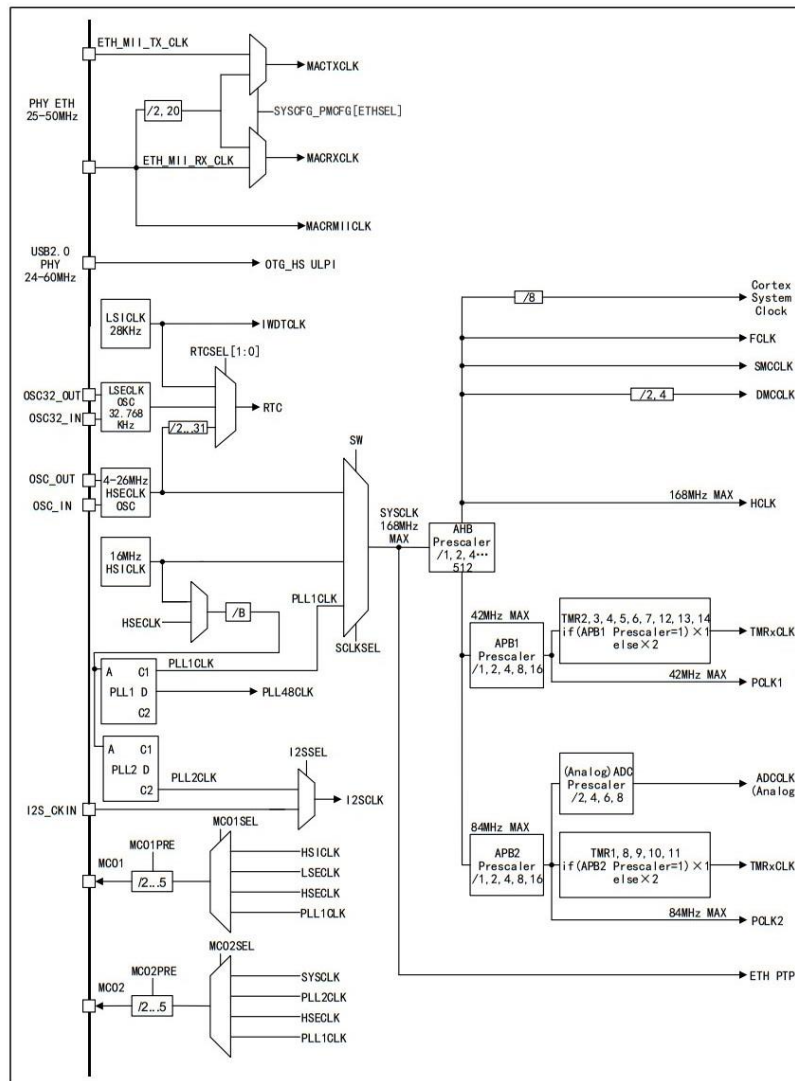 ETH_MII_TX_CLK
MACTXCLK
PHY ETH
25-50MHz
/2, 20
SYSCFG_PMCFG[ETHSEL]
ETH_MII_RX_CLK
MACRXCLK
MACRMIICLK
USB2.0
PHY
24-60MHz
OTG_HS ULPI
LSICLK
28KHz
IWDTCLK
RTCSEL[1:0]
OSC32_OUT
OSC32_IN
LSECLK
OSC
32.768
KHz
RTC
/2...31
OSC_OUT
OSC_IN
4-26MHz
HSECLK
OSC
16MHz
HSICLK
HSECLK
/B
SW
PLL1CLK
SCLKSEL
SYSCLK
168MHz
MAX
AHB
Prescaler
/1, 2, 4…
512
/8
Cortex
System
Clock
FCLK
SMCCLK
/2, 4
DMCCLK
168MHz MAX
HCLK
A C1
PLL1 D
C2
PLL1CLK
PLL48CLK
A C1
PLL2 D
C2
PLL2CLK
I2SSEL
I2S_CKIN
I2SCLK
42MHz MAX
APB1
Prescaler
/1, 2, 4, 8, 16
TMR2, 3, 4, 5, 6, 7, 12, 13, 14
if(APB1 Prescaler=1)×1
else×2
TMRxCLK
42MHz MAX
PCLK1
84MHz MAX
APB2
Prescaler
/1, 2, 4, 8, 16
(Analog)ADC
Prescaler
/2, 4, 6, 8
ADCCLK
(Analog
TMR1, 8, 9, 10, 11
if(APB2 Prescaler=1)×1
else×2
TMRxCLK
84MHz MAX
PCLK2
ETH PTP
MCO1
MCO1PRE
/2...5
MCO1SEL
HSICLK
LSECLK
HSECLK
PLL1CLK
MCO2
MCO2PRE
/2...5
MCO2SEL
SYSCLK
PLL2CLK
HSECLK
PLL1CLK